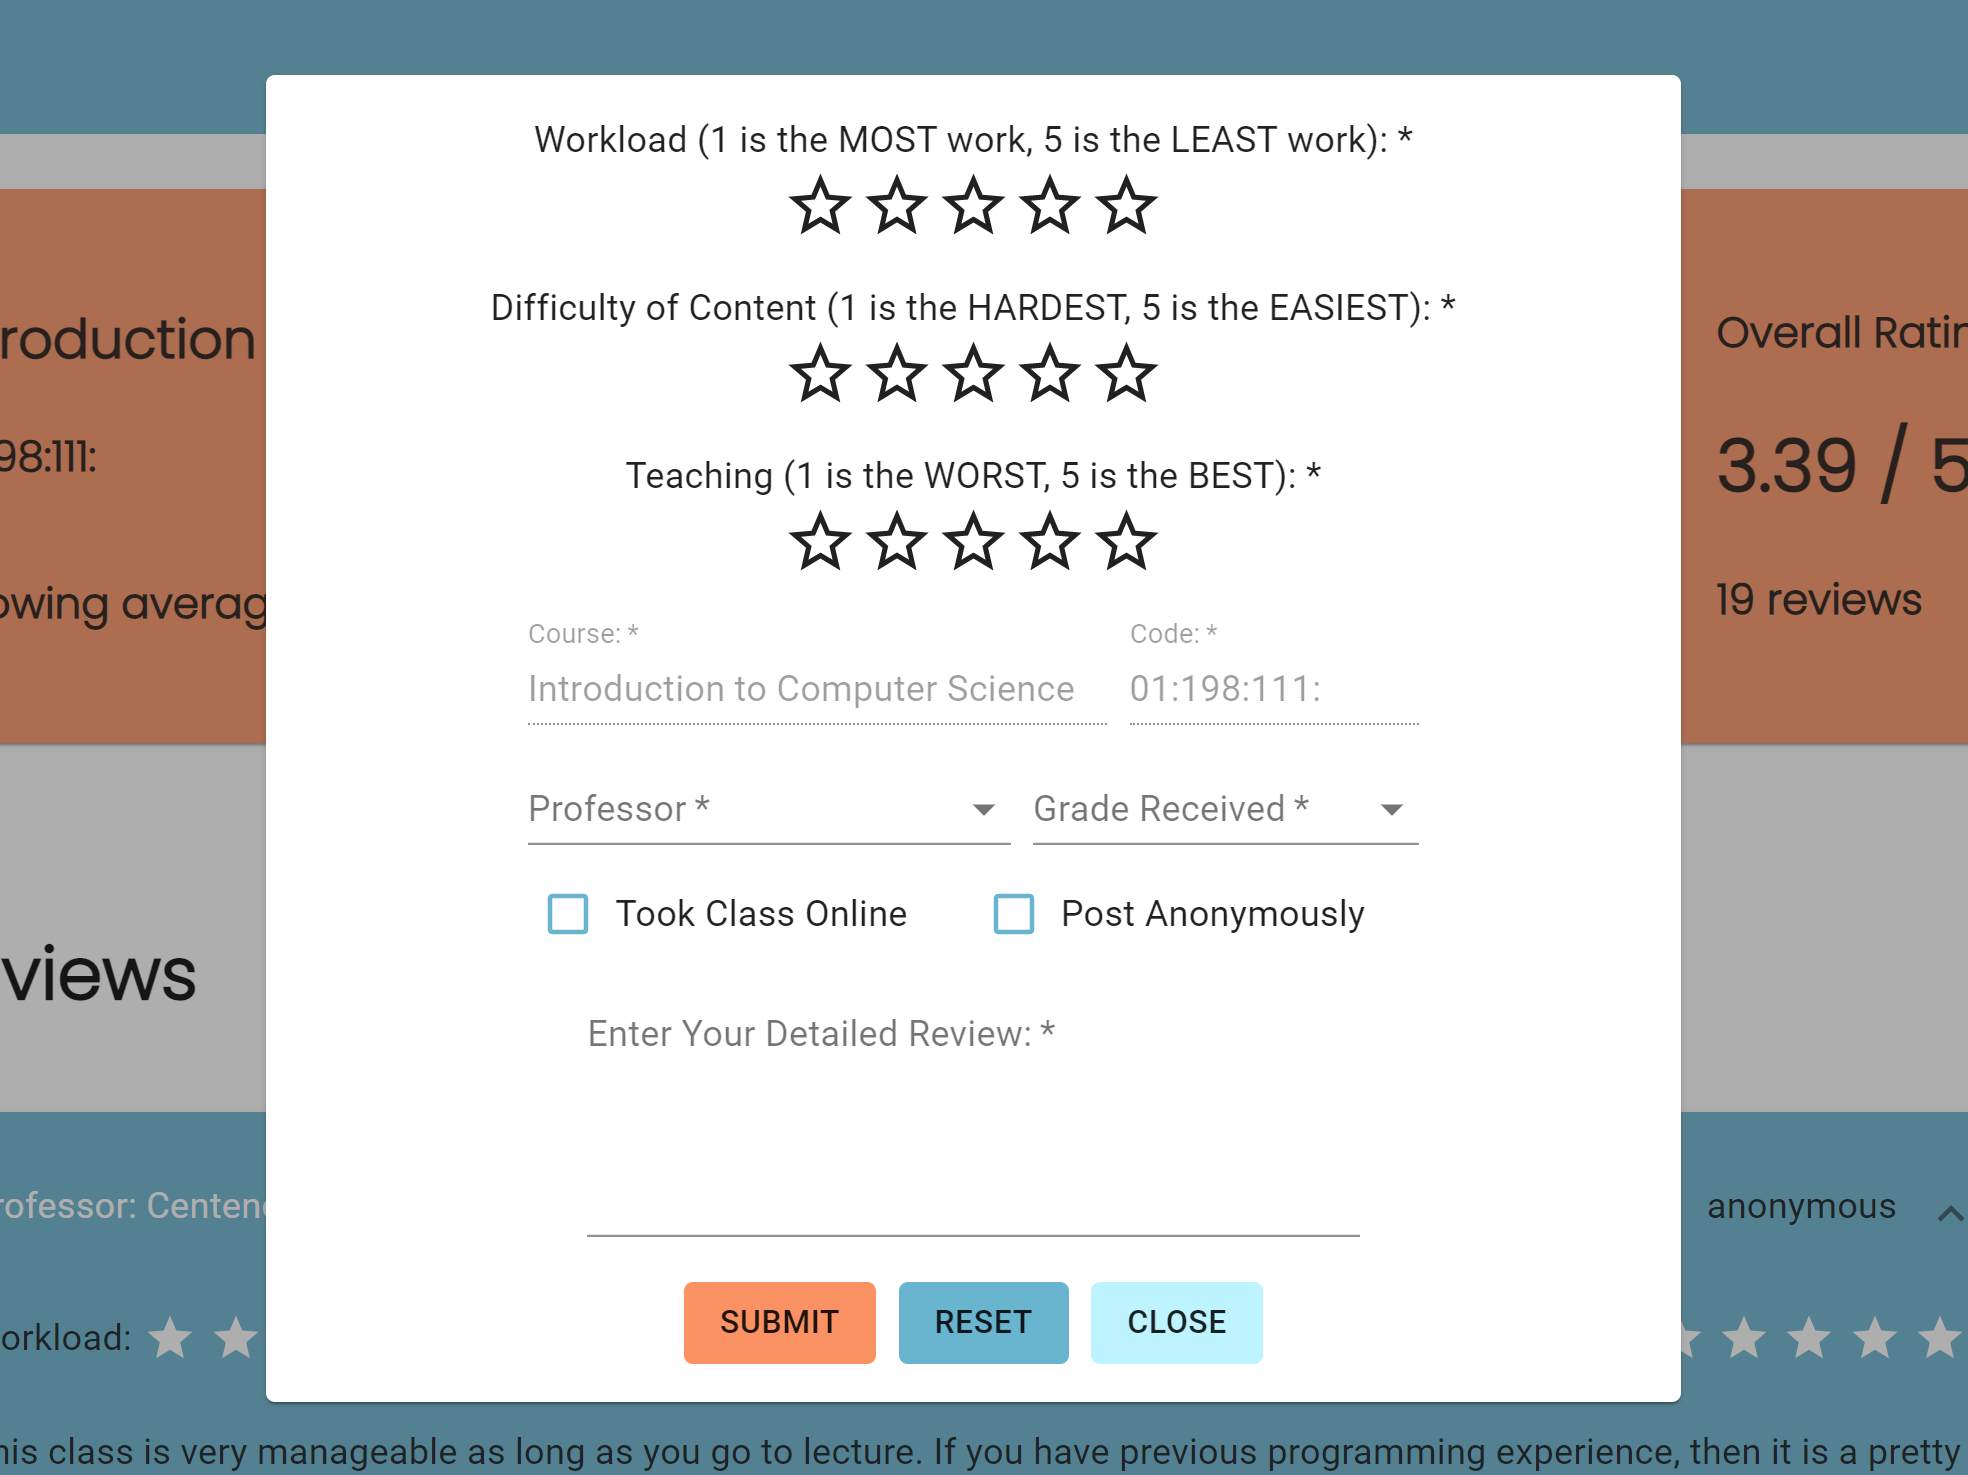 Workload (1 is the MOST work, 5 is the LEAST work): *
Difficulty of Content (1 is the HARDEST, 5 is the EASIEST): *
roduction
Overall Ratin
98:111:
3.39 / 5
Teaching (1 is the WORST, 5 is the BEST): *
owing averag
19 reviews
Course: *
Code: *
Introduction to Computer Science
01:198:111:
Professor *
Grade Received *
Took Class Online
Post Anonymously
views
Enter Your Detailed Review: *
rofessor: Centen
anonymous
SUBMIT
RESET
CLOSE
orkload:
his class is very manageable as long as you go to lecture. If you have previous programming experience, then it is a pretty